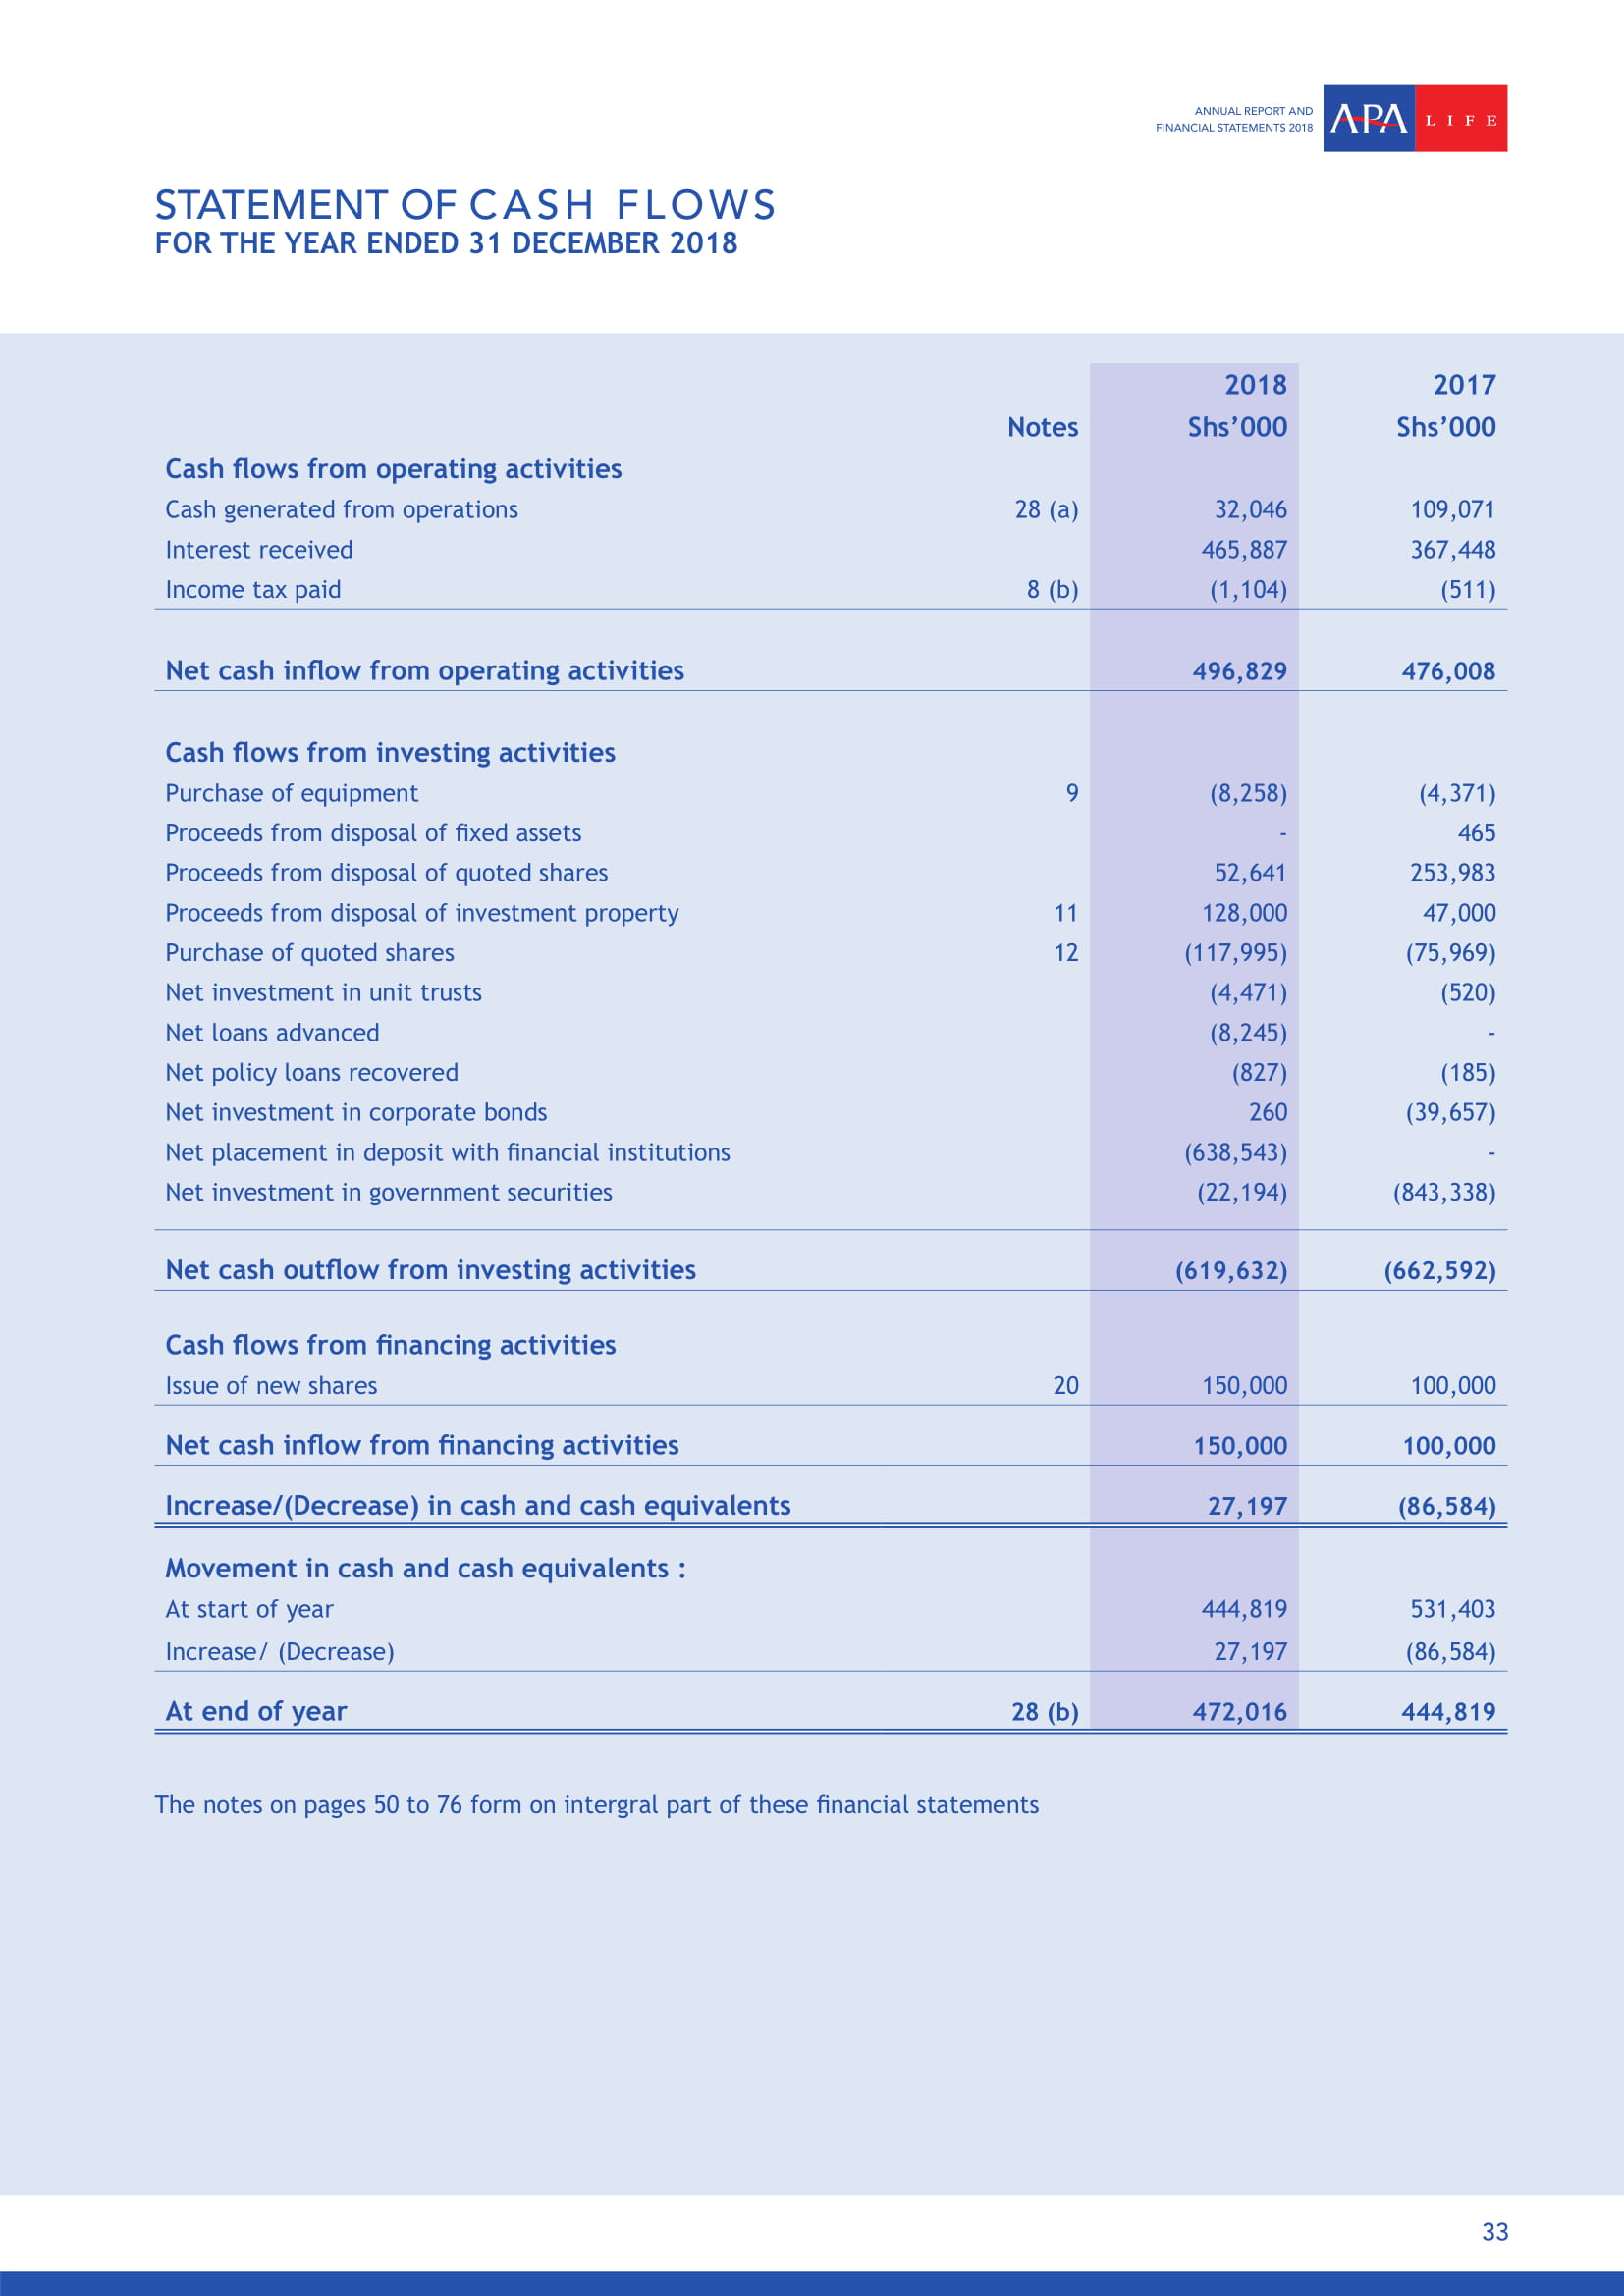 ANNUAL REPORT AND
FINANCIAL STATEMENTS 2018
APA LIFE
STATEMENT OF CASH FLOWS
FOR THE YEAR ENDED 31 DECEMBER 2018
2018 2017
Notes Shs’000 Shs’000
Cash flows from operating activities
Cash generated from operations 28 (a) 32,046 109,071
Interest received 465,887 367,448
Income tax paid 8 (b) (1,104) (511)
Net cash inflow from operating activities 496,829 476,008
Cash flows from investing activities
Purchase of equipment 9 (8,258) (4,371)
Proceeds from disposal of fixed assets - 465
Proceeds from disposal of quoted shares 52,641 253,983
Proceeds from disposal of investment property 11 128,000 47,000
Purchase of quoted shares 12 (117,995) (75,969)
Net investment in unit trusts (4,471) (520)
Net loans advanced (8,245) -
Net policy loans recovered (827) (185)
Net investment in corporate bonds 260 (39,657)
Net placement in deposit with financial institutions (638,543) -
Net investment in government securities (22,194) (843,338)
Net cash outflow from investing activities (619,632) (662,592)
Cash flows from financing activities
Issue of new shares 20 150,000 100,000
Net cash inflow from financing activities 150,000 100,000
Increase/(Decrease) in cash and cash equivalents 27,197 (86,584)
Movement in cash and cash equivalents :
At start of year 444,819 531,403
Increase/ (Decrease) 27,197 (86,584)
At end of year 28 (b) 472,016 444,819
The notes on pages 50 to 76 form on intergral part of these financial statements
33